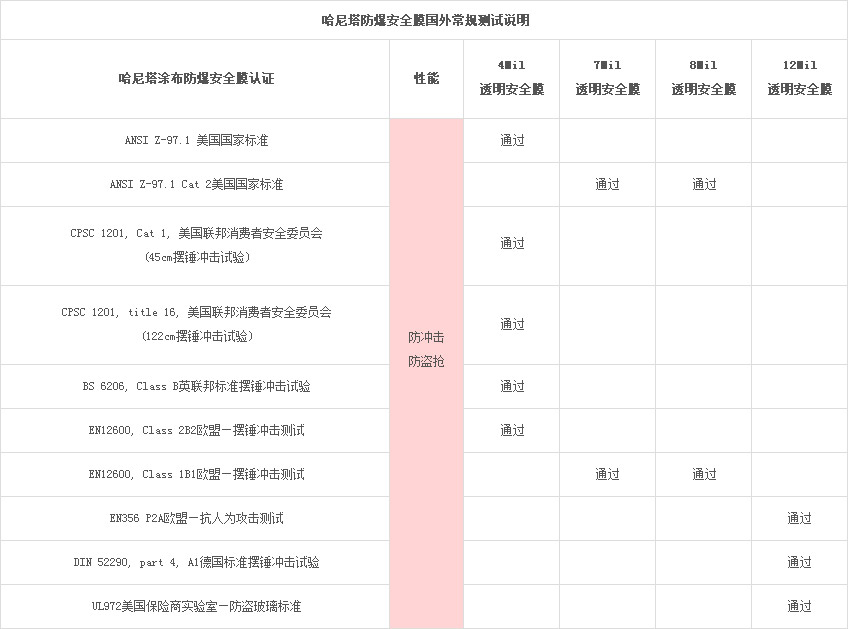 哈尼塔防爆安全膜国外常规测试说明
哈尼塔涂布防爆安全膜认证
性能
4Mil
透明安全膜
7Mil
透明安全膜
8Mil
透明安全膜
12Mil
透明安全膜
ANSI Z-97.1 美国国家标准
通过
ANSI Z-97.1 Cat 2美国国家标准
通过
通过
CPSC 1201, Cat 1, 美国联邦消费者安全委员会
(45cm摆锤冲击试验)
通过
CPSC 1201, title 16, 美国联邦消费者安全委员会
(122cm摆锤冲击试验)
通过
防冲击
防盗抢
BS 6206, Class B英联邦标准摆锤冲击试验
通过
EN12600, Class 2B2欧盟—摆锤冲击测试
通过
EN12600, Class 1B1欧盟—摆锤冲击测试
通过
通过
EN356 P2A欧盟—抗人为攻击测试
通过
DIN 52290, part 4, A1德国标准摆锤冲击试验
通过
UL972美国保险商实验室—防盗玻璃标准
通过